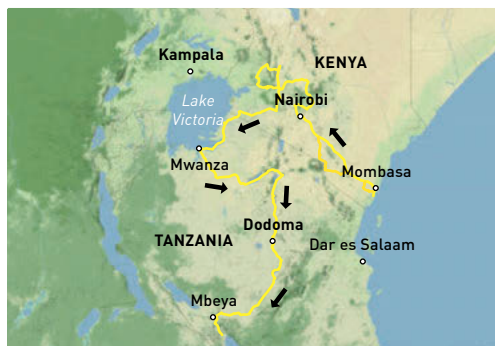 Kampala
KENYA
Lake
Victoria
Nairobi
Mwanza
Mombasa
TANZANIA
Dodoma
Dar es Salaam
Mbeya